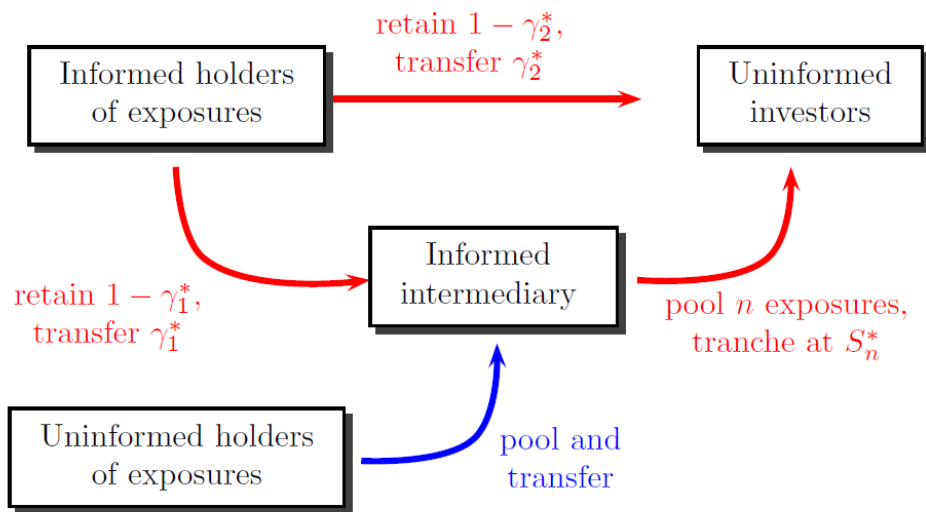 retain 1 − γ₂*,
transfer γ₂*
Informed holders
of exposures
Uninformed
investors
Informed
intermediary
retain 1 − γ₁*,
transfer γ₁*
pool n exposures,
tranche at Sₙ*
Uninformed holders
of exposures
pool and
transfer